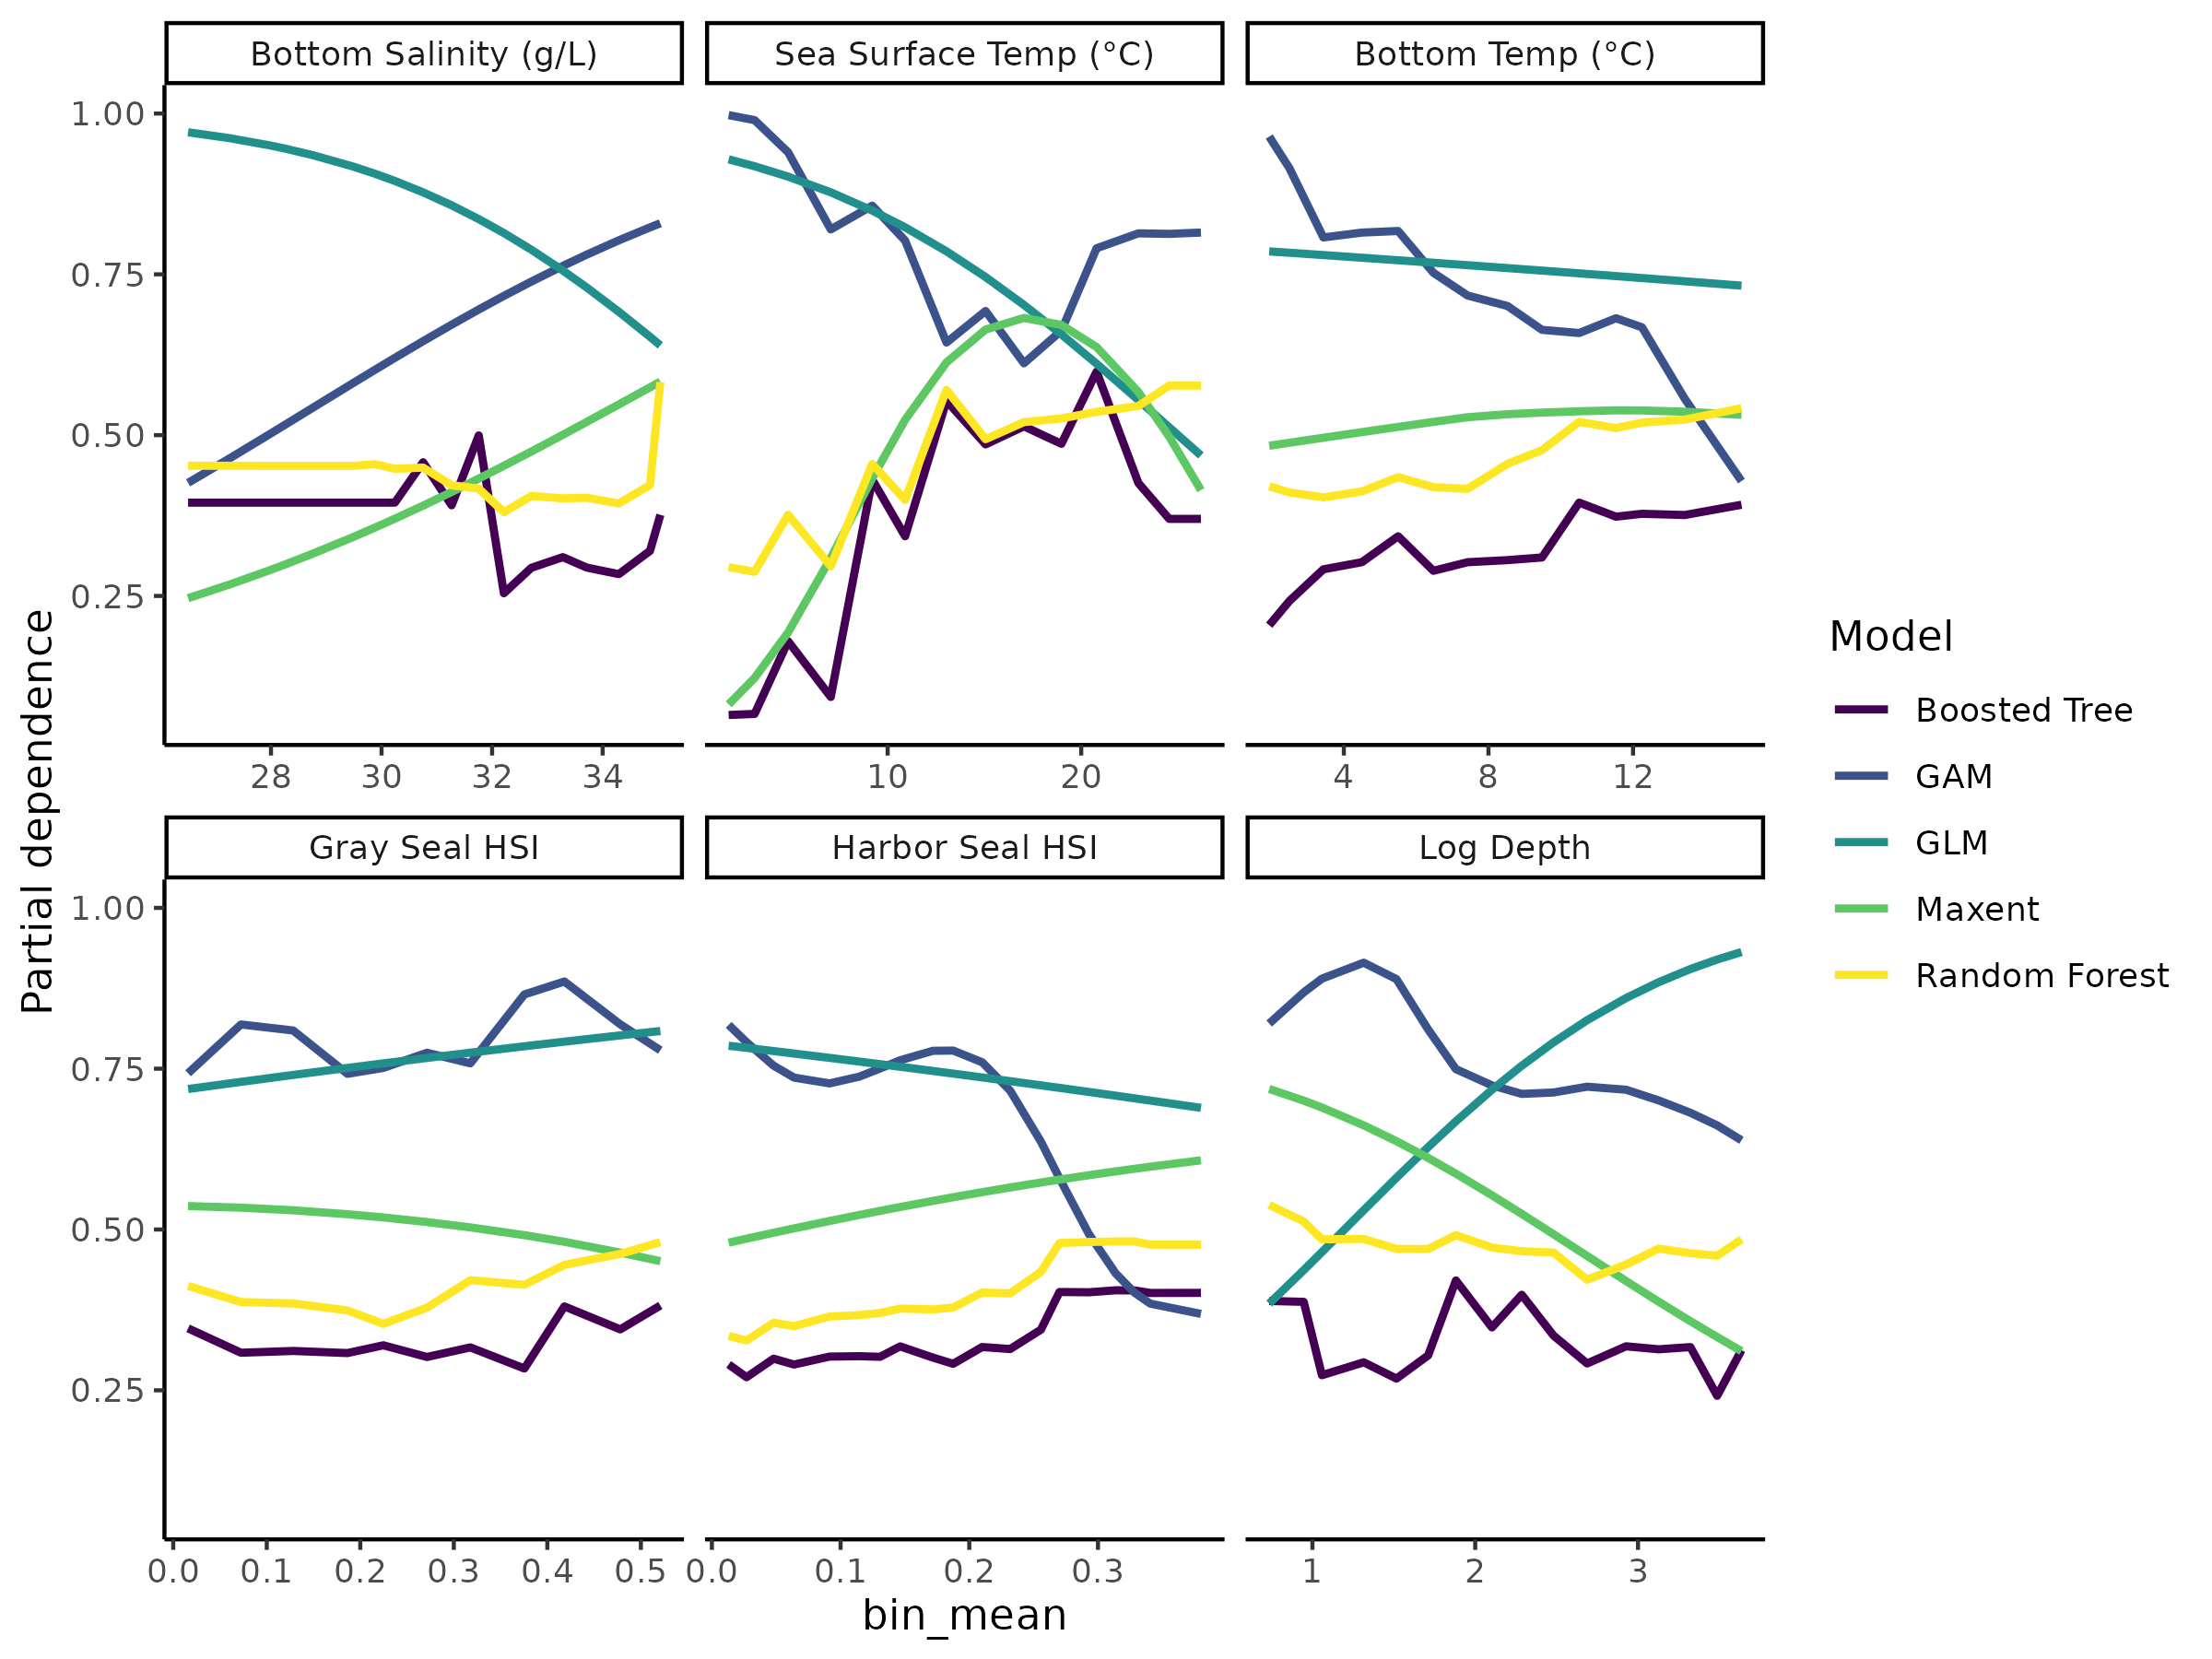 Bottom Salinity (g/L)
Sea Surface Temp (°C)
Bottom Temp (°C)
1.00
0.75
0.50
0.25
28 30 32 34
10 20
4 8 12
Gray Seal HSI
Harbor Seal HSI
Log Depth
1.00
0.75
0.50
0.25
0.0 0.1 0.2 0.3 0.4 0.5
0.0 0.1 0.2 0.3
1 2 3
Partial dependence
bin_mean
Model
Boosted Tree
GAM
GLM
Maxent
Random Forest